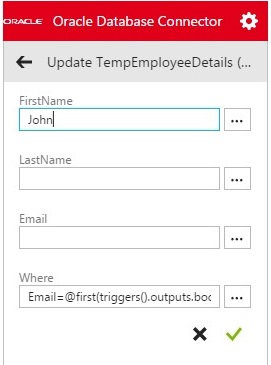 ORACLE Oracle Database Connector
Update TempEmployeeDetails (...
FirstName
John
...
LastName
...
Email
...
Where
Email=@first(triggers().outputs.boc
...